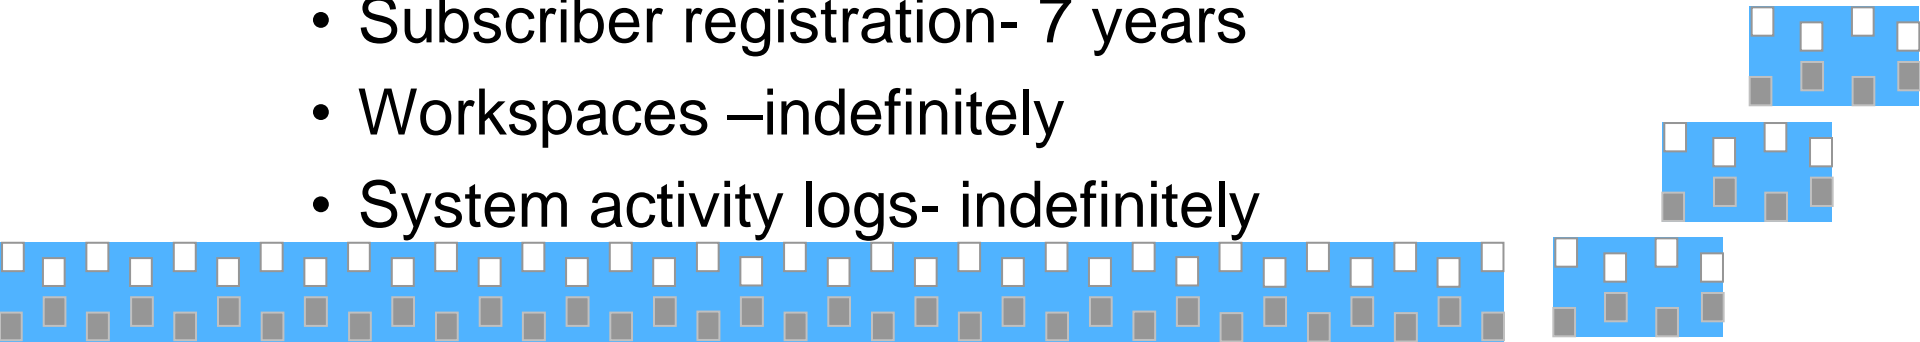 • Subscriber registration- 7 years
• Workspaces –indefinitely
• System activity logs- indefinitely